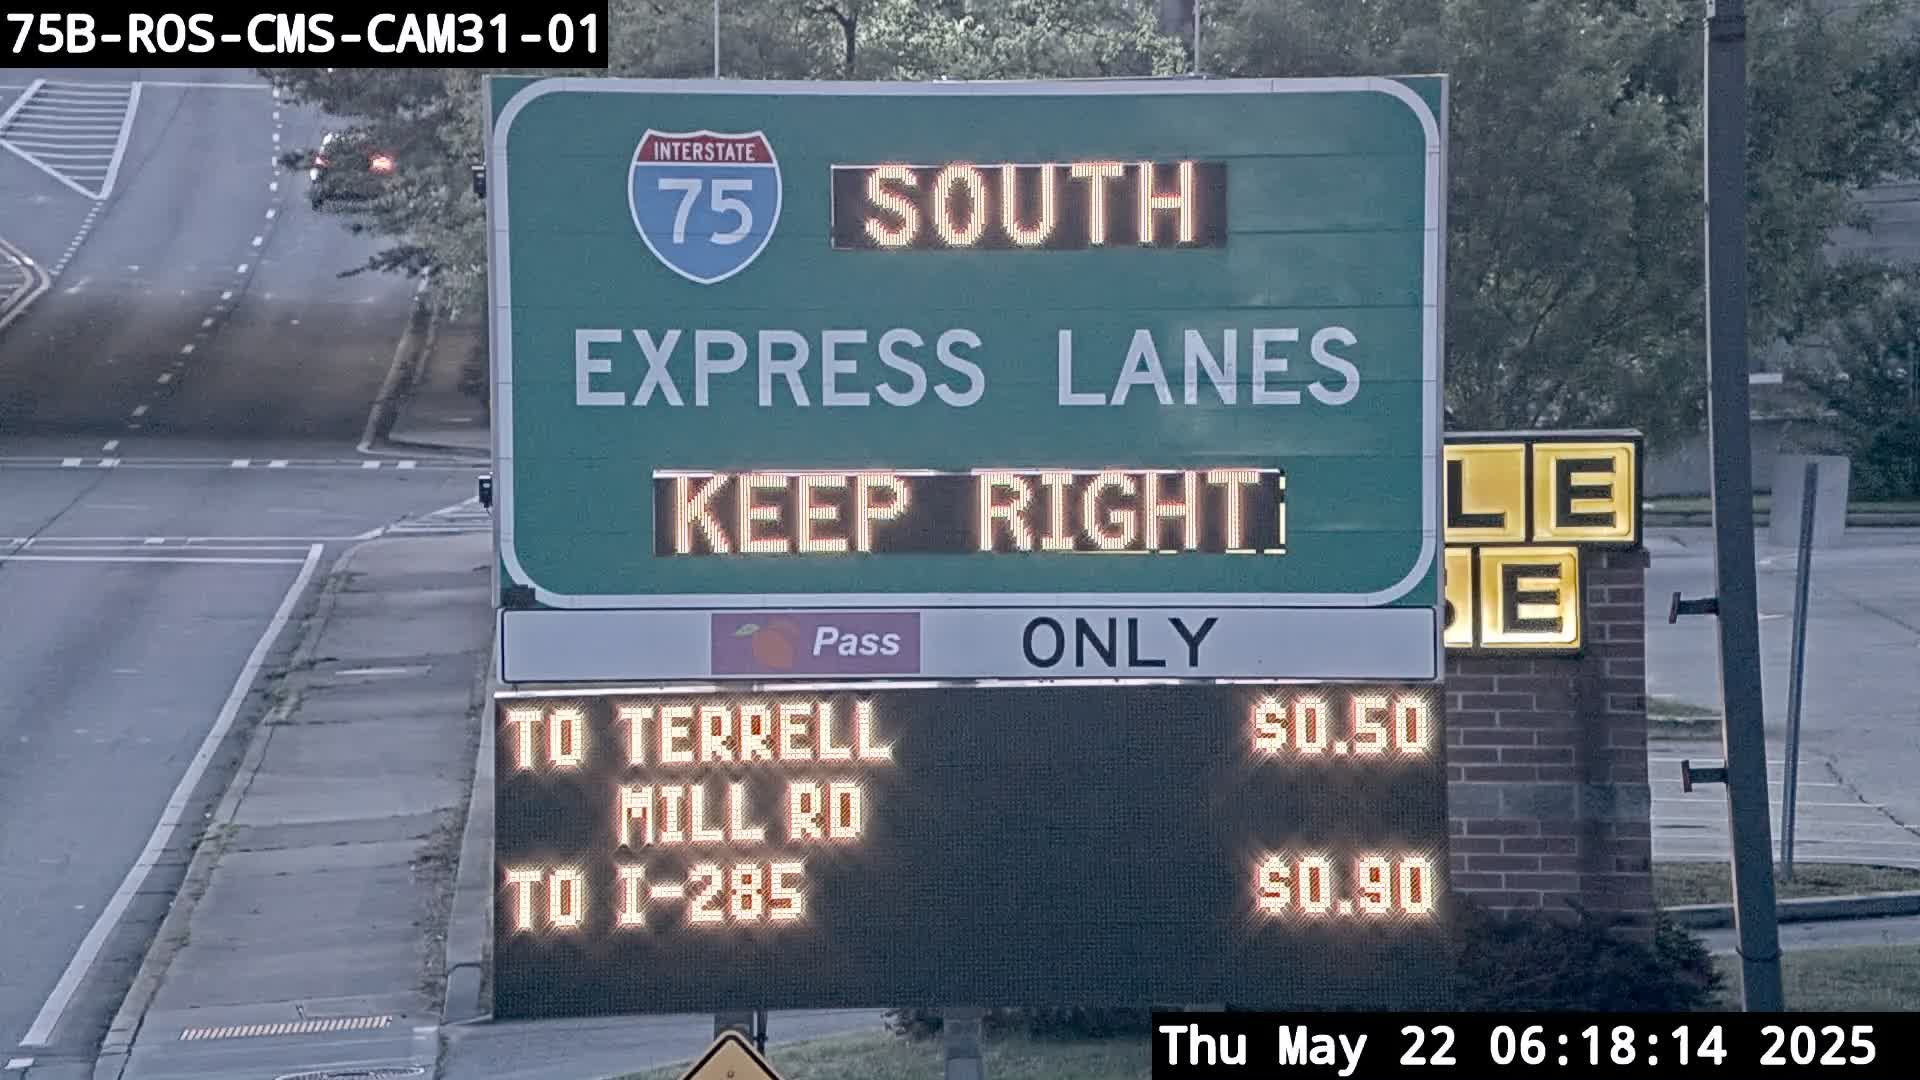 75B-ROS-CMS-CAM31-01
INTERSTATE
75
SOUTH
EXPRESS LANES
KEEP RIGHT
Pass ONLY
TO TERRELL $0.50
MILL RD
TO I-285 $0.90
LE
E
Thu May 22 06:18:14 2025